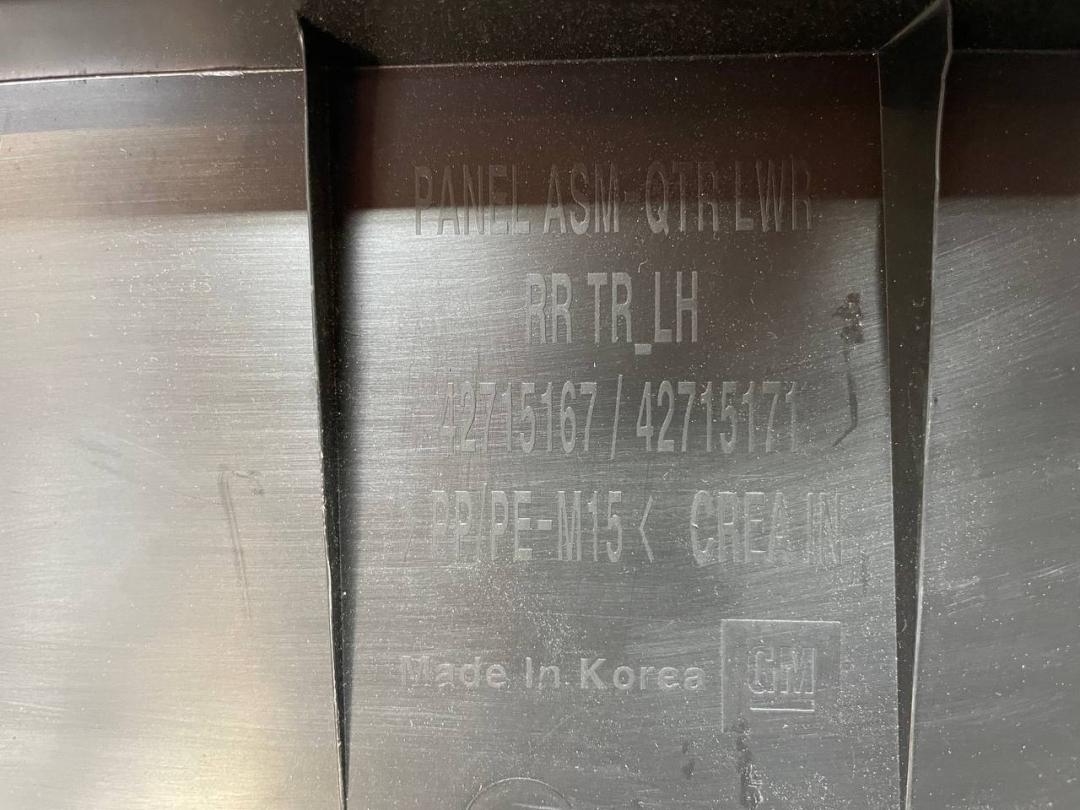 PANEL ASM-QTR LWR
RR TR_LH
42715167 / 42715171
>PP/PE-M15< CREA IN
Made In Korea GM